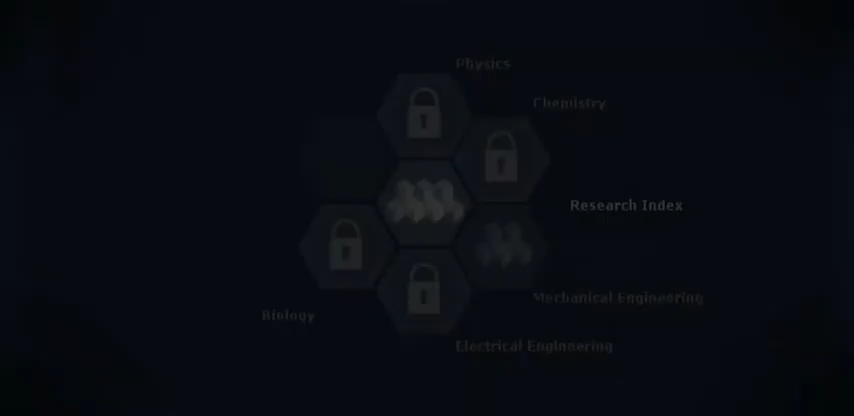 Physics
Chemistry
Research Index
Mechanical Engineering
Biology
Electrical Engineering